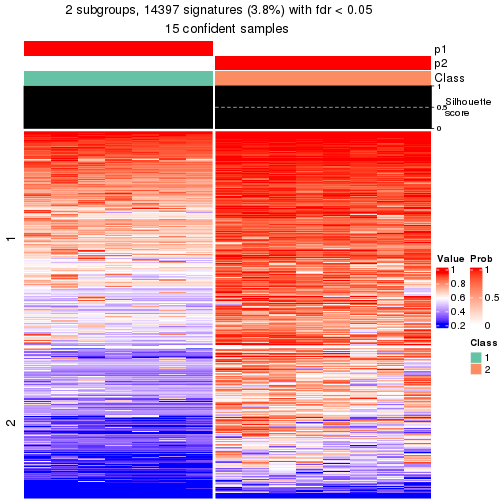 2 subgroups, 14397 signatures (3.8%) with fdr < 0.05
15 confident samples
p1
p2
Class
1
0.5
0
Silhouette
score
1
2
Value
1
0.8
0.6
0.4
0.2
Prob
1
0.5
0
Class
1
2